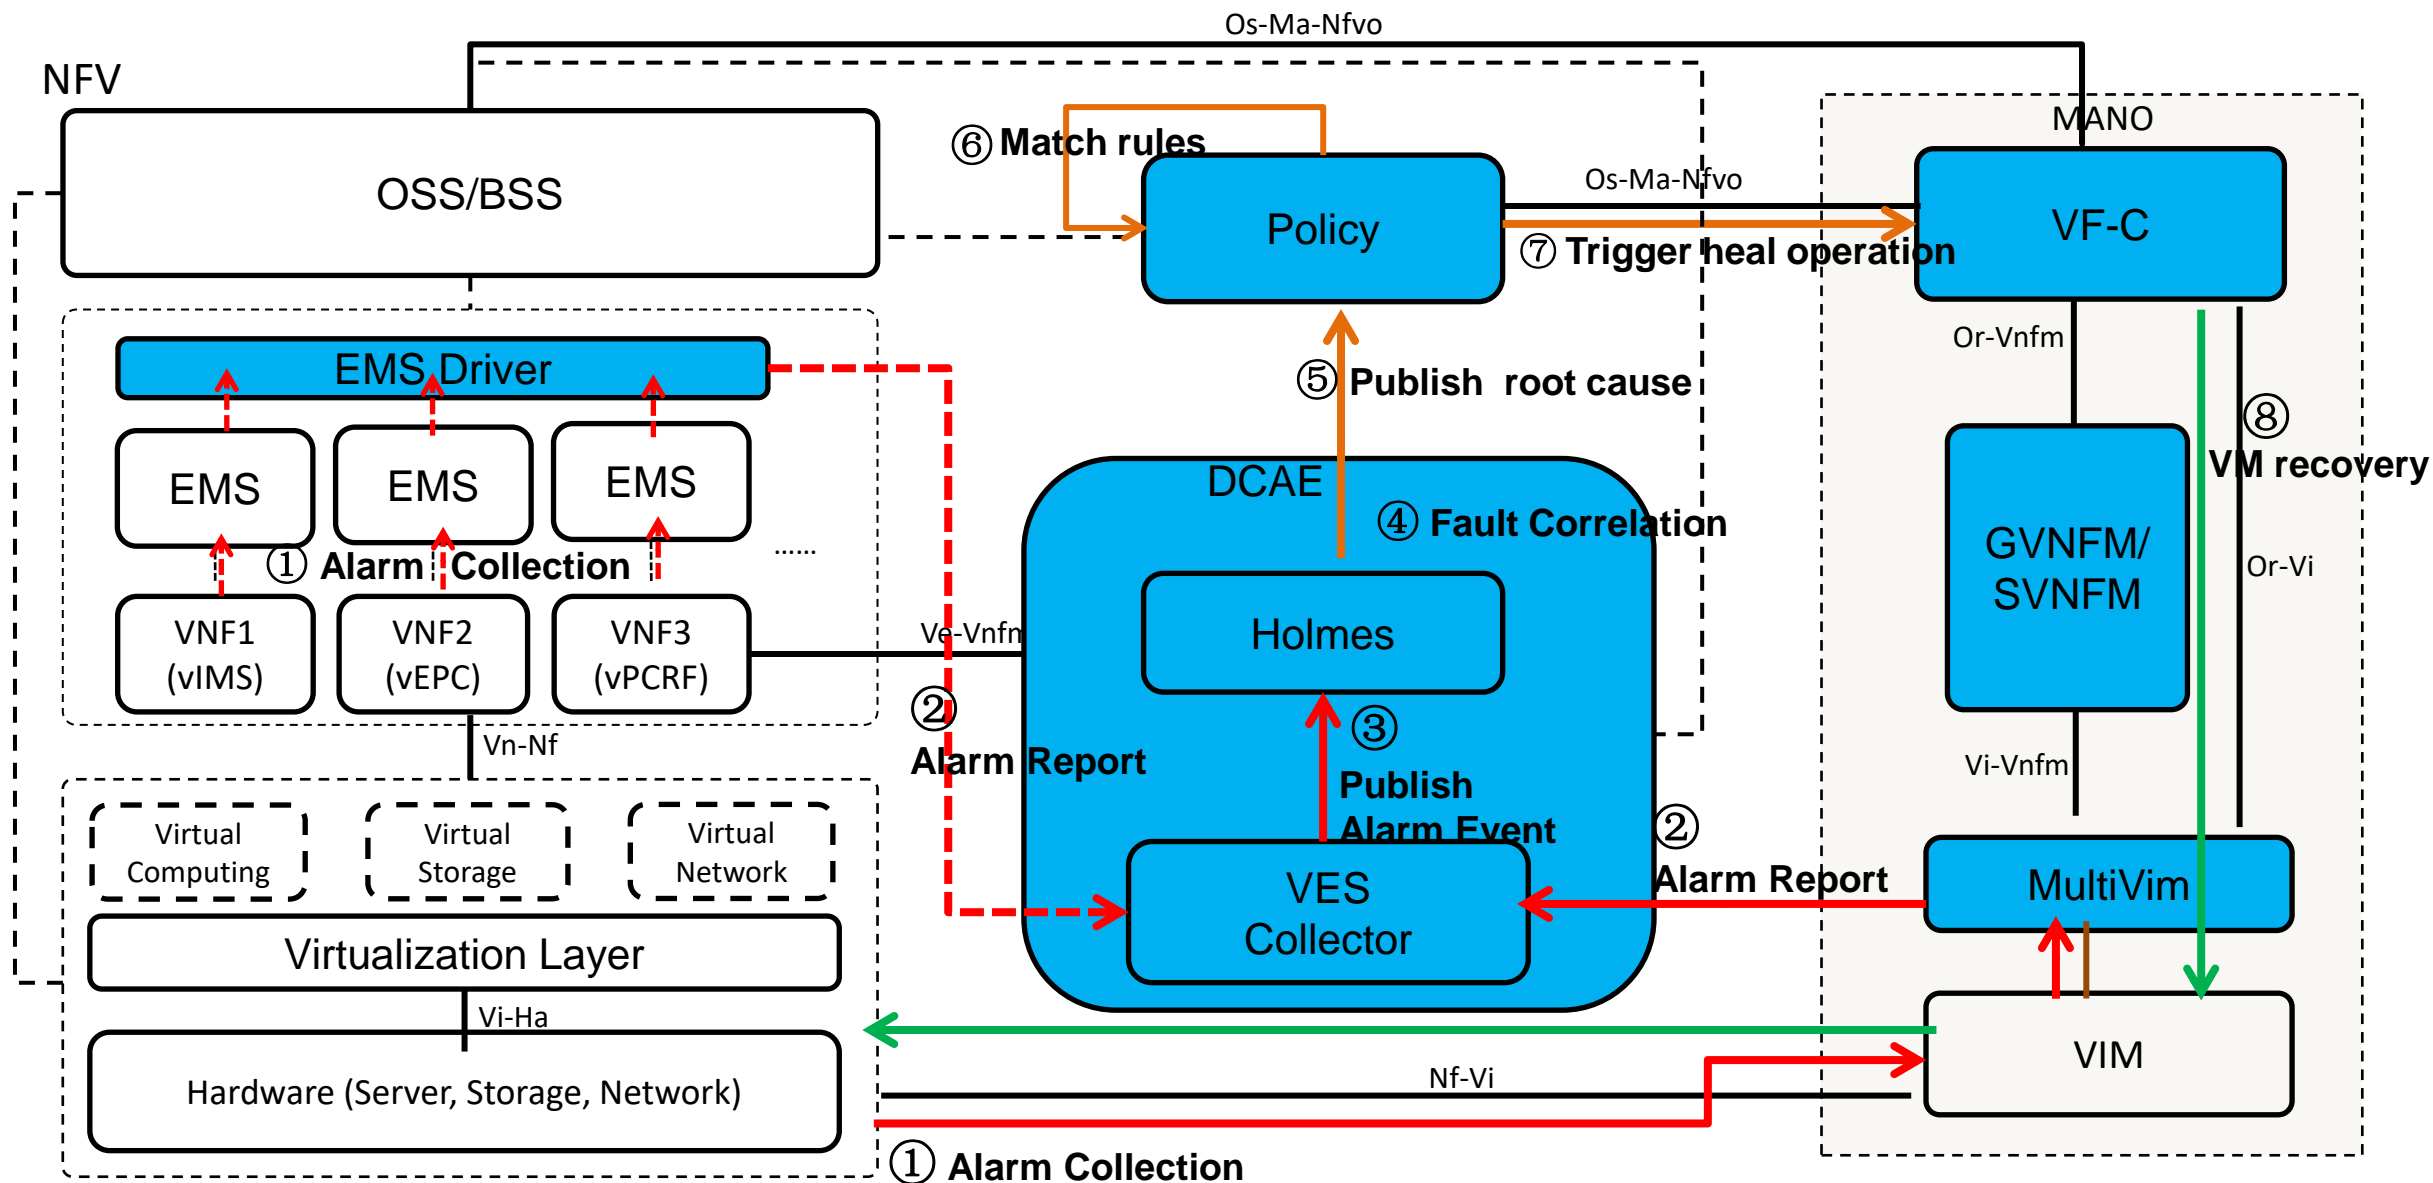 Os-Ma-Nfvo
NFV
MANO
OSS/BSS
⑥ Match rules
Policy
Os-Ma-Nfvo
⑦ Trigger heal operation
VF-C
EMS Driver
Or-Vnfm
⑤ Publish root cause
⑧
VM recovery
EMS
EMS
EMS
......
① Alarm Collection
DCAE
④ Fault Correlation
GVNFM/
SVNFM
Or-Vi
VNF1
(vIMS)
VNF2
(vEPC)
VNF3
(vPCRF)
Ve-Vnfm
Holmes
②
Alarm Report
③
Publish
Alarm Event
Vn-Nf
Vi-Vnfm
Virtual
Computing
Virtual
Storage
Virtual
Network
②
Alarm Report
VES
Collector
MultiVim
Virtualization Layer
Vi-Ha
Hardware (Server, Storage, Network)
Nf-Vi
VIM
① Alarm Collection